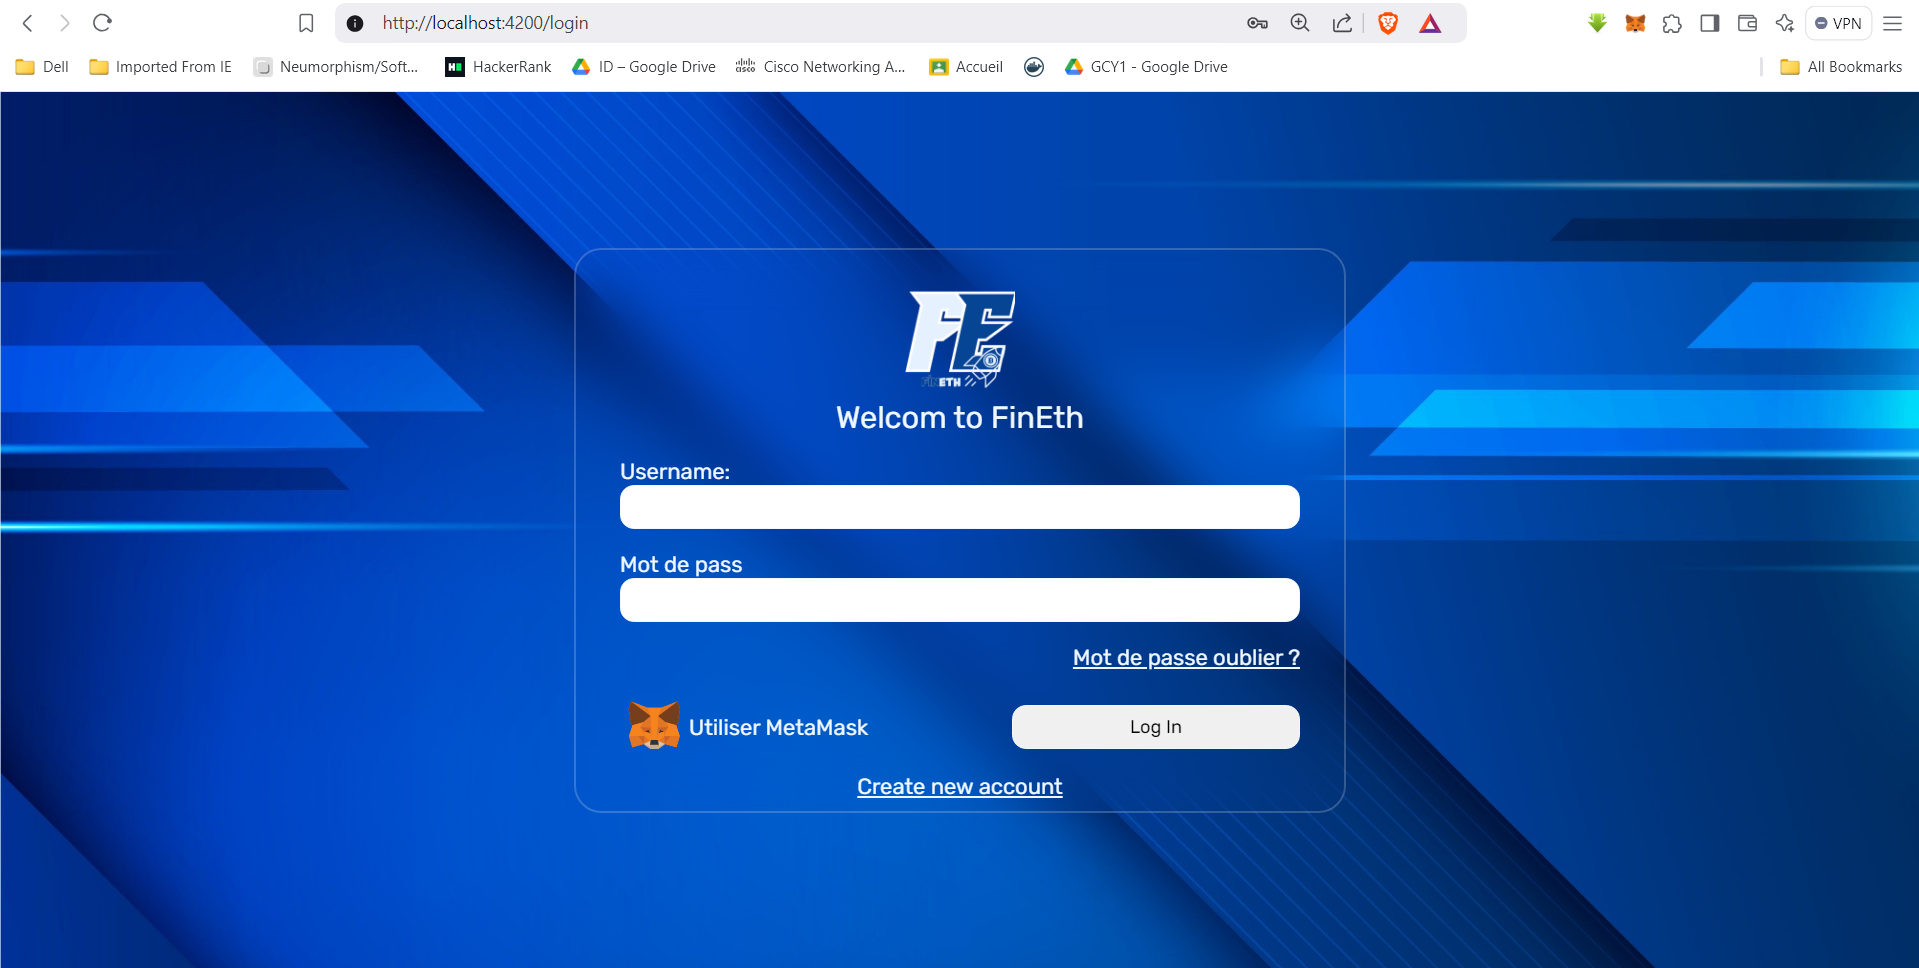 http://localhost:4200/login
VPN
Dell
Imported From IE
Neumorphism/Soft...
HackerRank
ID – Google Drive
Cisco Networking A...
Accueil
GCY1 - Google Drive
All Bookmarks
FE
FinETH
Welcom to FinEth
Username:
Mot de pass
Mot de passe oublier ?
Utiliser MetaMask
Log In
Create new account